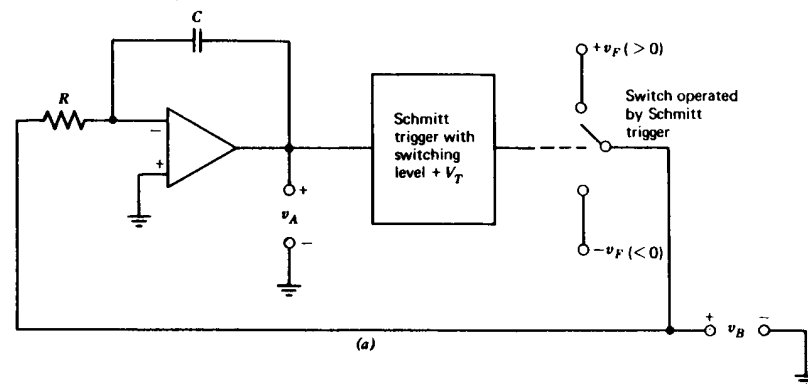 C
+v_F (> 0)
R
Switch operated
by Schmitt
trigger
Schmitt
trigger with
switching
level + V_T
−
+
+
v_A
−
−v_F (< 0)
+ v_B −
(a)